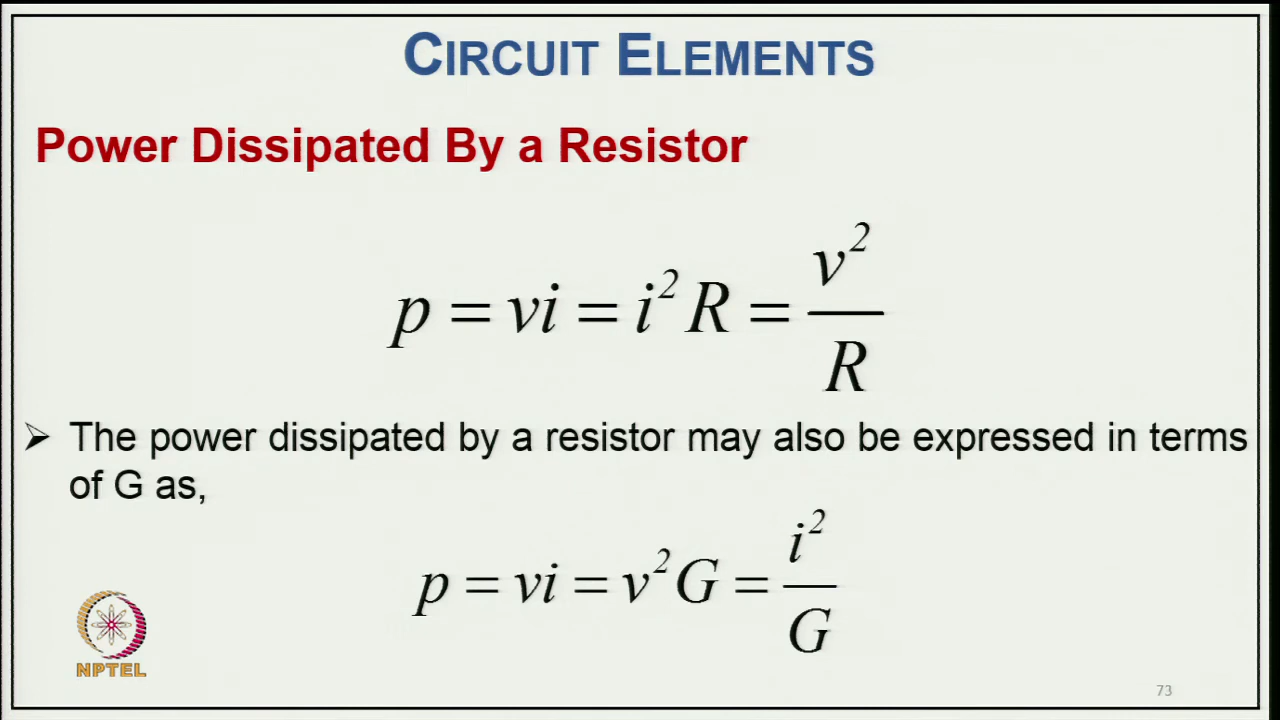 CIRCUIT ELEMENTS
Power Dissipated By a Resistor
p = vi = i²R = v²/R
➢ The power dissipated by a resistor may also be expressed in terms
of G as,
p = vi = v²G = i²/G
NPTEL
73